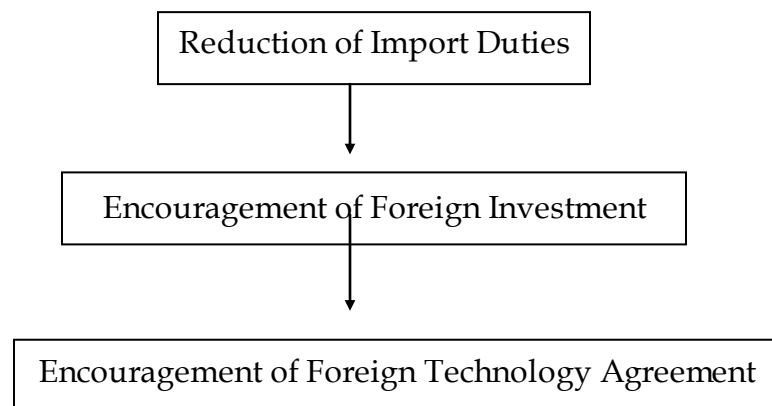 Reduction of Import Duties
Encouragement of Foreign Investment
Encouragement of Foreign Technology Agreement